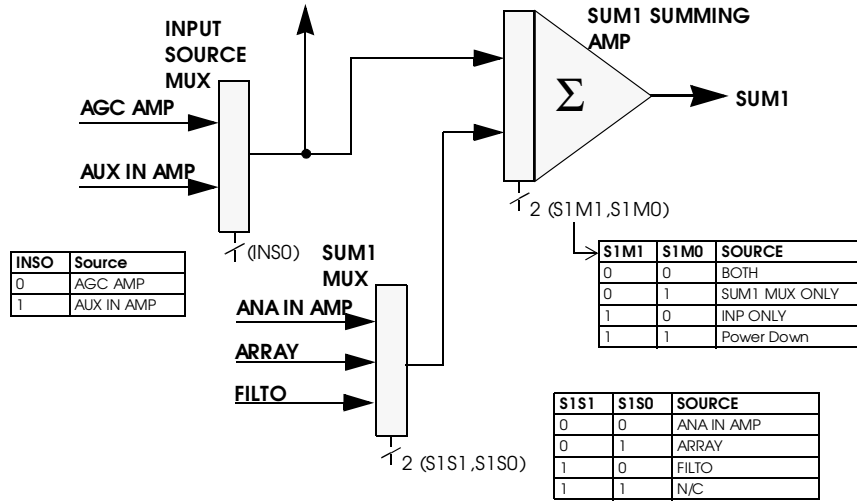 INPUT
SOURCE
MUX
SUM1 SUMMING
AMP
Σ
SUM1
AGC AMP
AUX IN AMP
(INS0)
2 (S1M1,S1M0)
INSO Source
0 AGC AMP
1 AUX IN AMP
SUM1
MUX
ANA IN AMP
ARRAY
FILTO
2 (S1S1,S1S0)
S1M1 S1M0 SOURCE
0 0 BOTH
0 1 SUM1 MUX ONLY
1 0 INP ONLY
1 1 Power Down
S1S1 S1S0 SOURCE
0 0 ANA IN AMP
0 1 ARRAY
1 0 FILTO
1 1 N/C